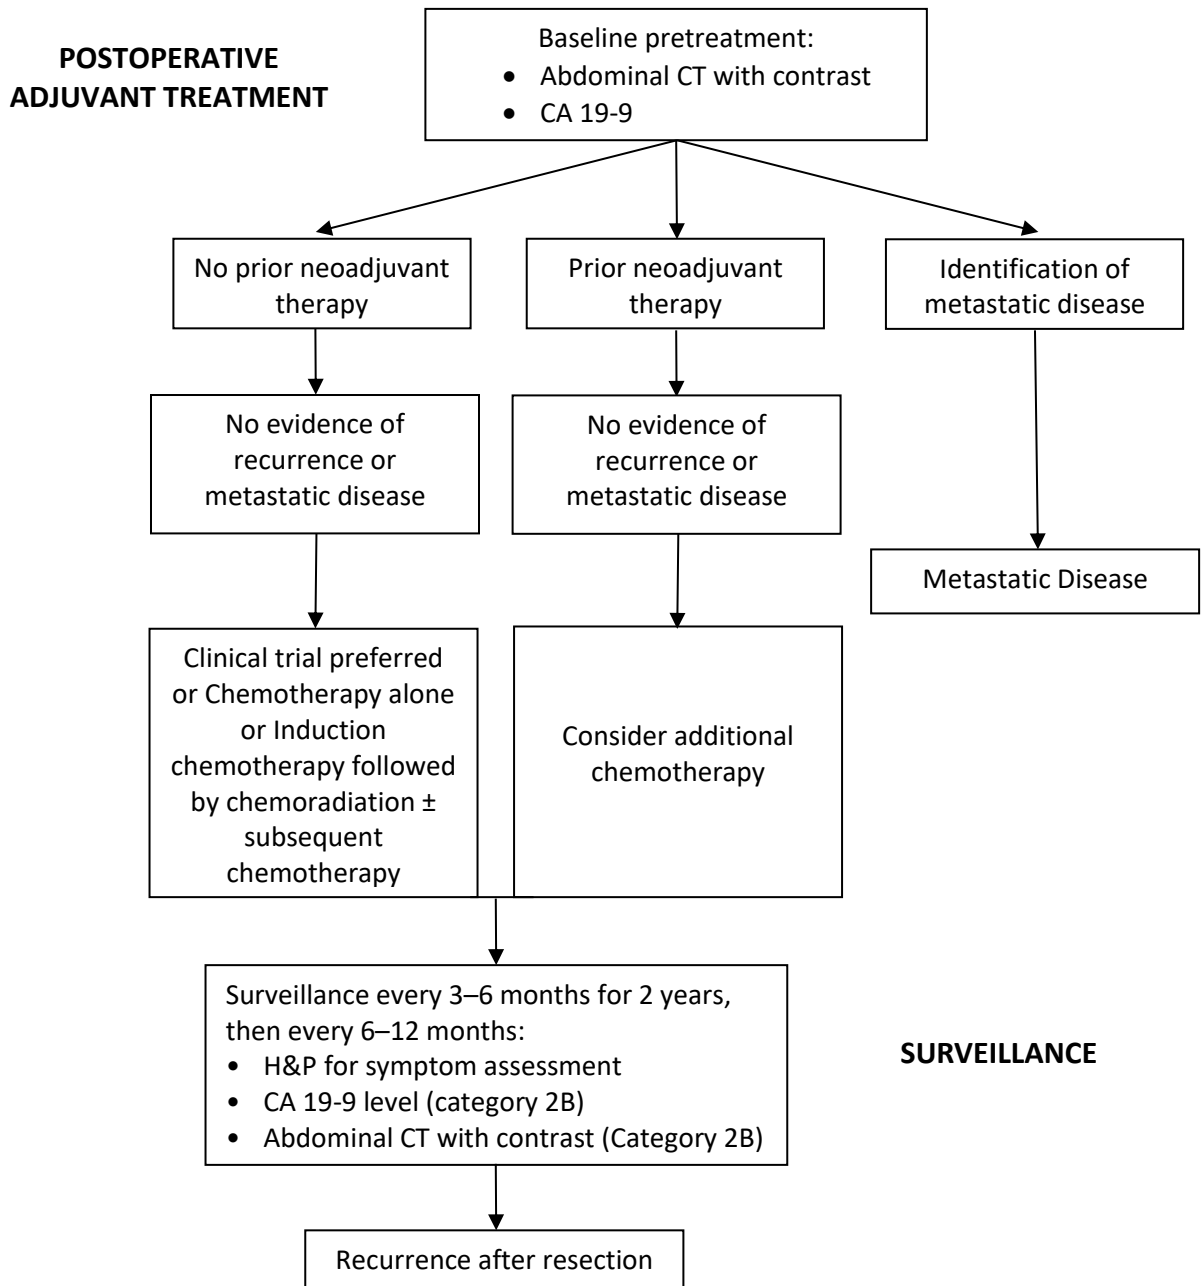 POSTOPERATIVE
ADJUVANT TREATMENT
Baseline pretreatment:
• Abdominal CT with contrast
• CA 19-9
No prior neoadjuvant
therapy
Prior neoadjuvant
therapy
Identification of
metastatic disease
No evidence of
recurrence or
metastatic disease
No evidence of
recurrence or
metastatic disease
Metastatic Disease
Clinical trial preferred
or Chemotherapy alone
or Induction
chemotherapy followed
by chemoradiation ±
subsequent
chemotherapy
Consider additional
chemotherapy
Surveillance every 3–6 months for 2 years,
then every 6–12 months:
• H&P for symptom assessment
• CA 19-9 level (category 2B)
• Abdominal CT with contrast (Category 2B)
SURVEILLANCE
Recurrence after resection